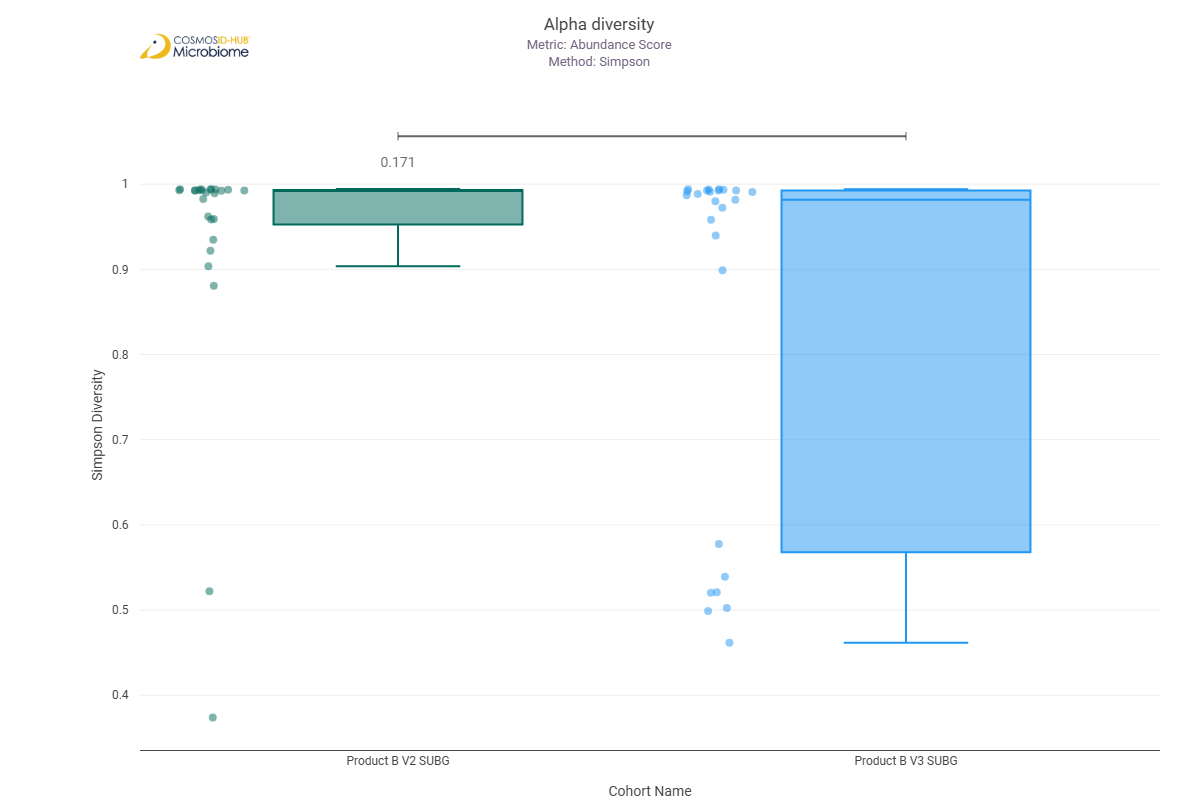 COSMOSID-HUB
Microbiome
Alpha diversity
Metric: Abundance Score
Method: Simpson
0.171
1
0.9
0.8
0.7
0.6
0.5
0.4
Simpson Diversity
Product B V2 SUBG
Product B V3 SUBG
Cohort Name